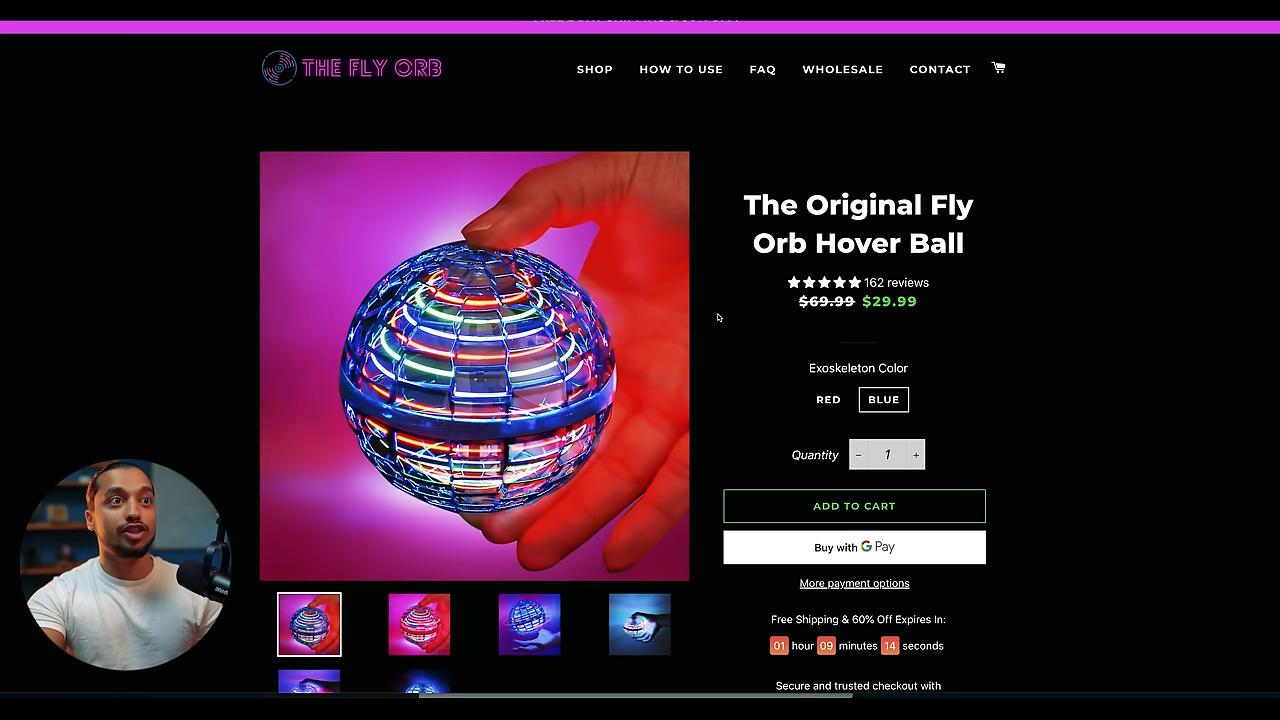 THE FLY ORB
SHOP
HOW TO USE
FAQ
WHOLESALE
CONTACT
The Original Fly
Orb Hover Ball
162 reviews
$69.99 $29.99
Exoskeleton Color
RED
BLUE
Quantity
− 1 +
ADD TO CART
Buy with G Pay
More payment options
Free Shipping & 60% Off Expires In:
01 hour 09 minutes 14 seconds
Secure and trusted checkout with